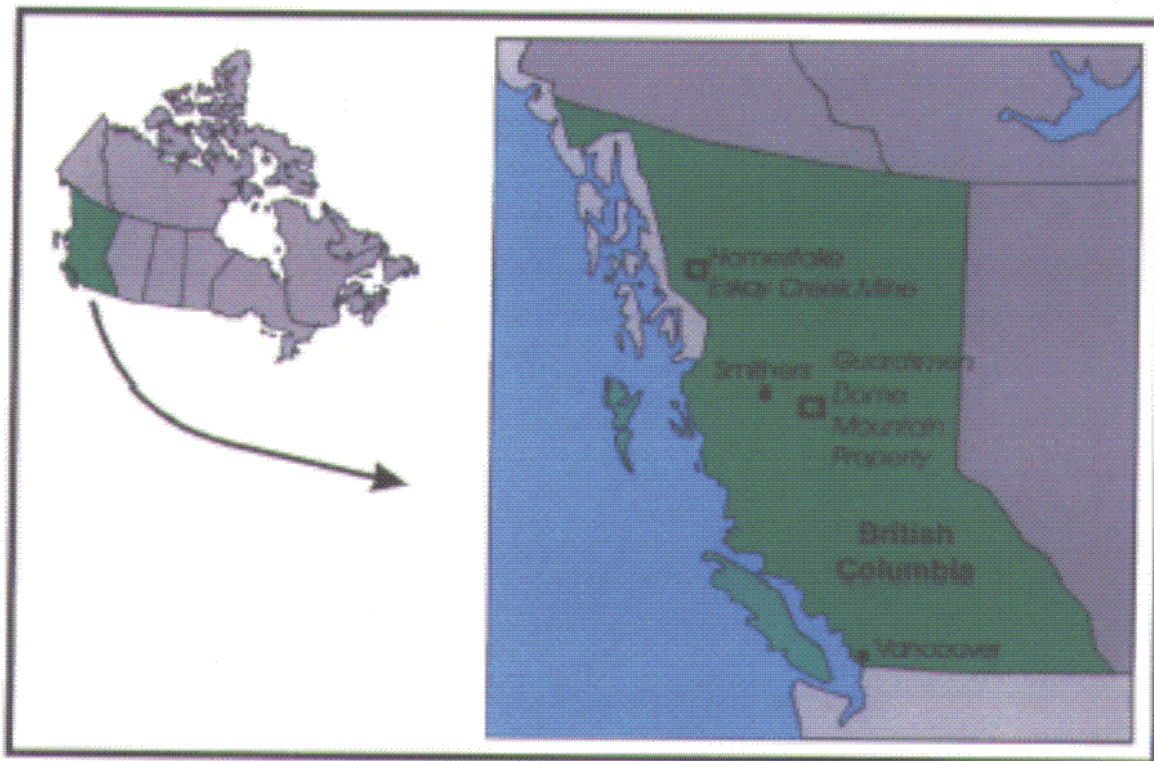 Homestake
Eskay Creek Mine
Smithers
Guardsmen
Dome
Mountain
Property
British
Columbia
Vancouver